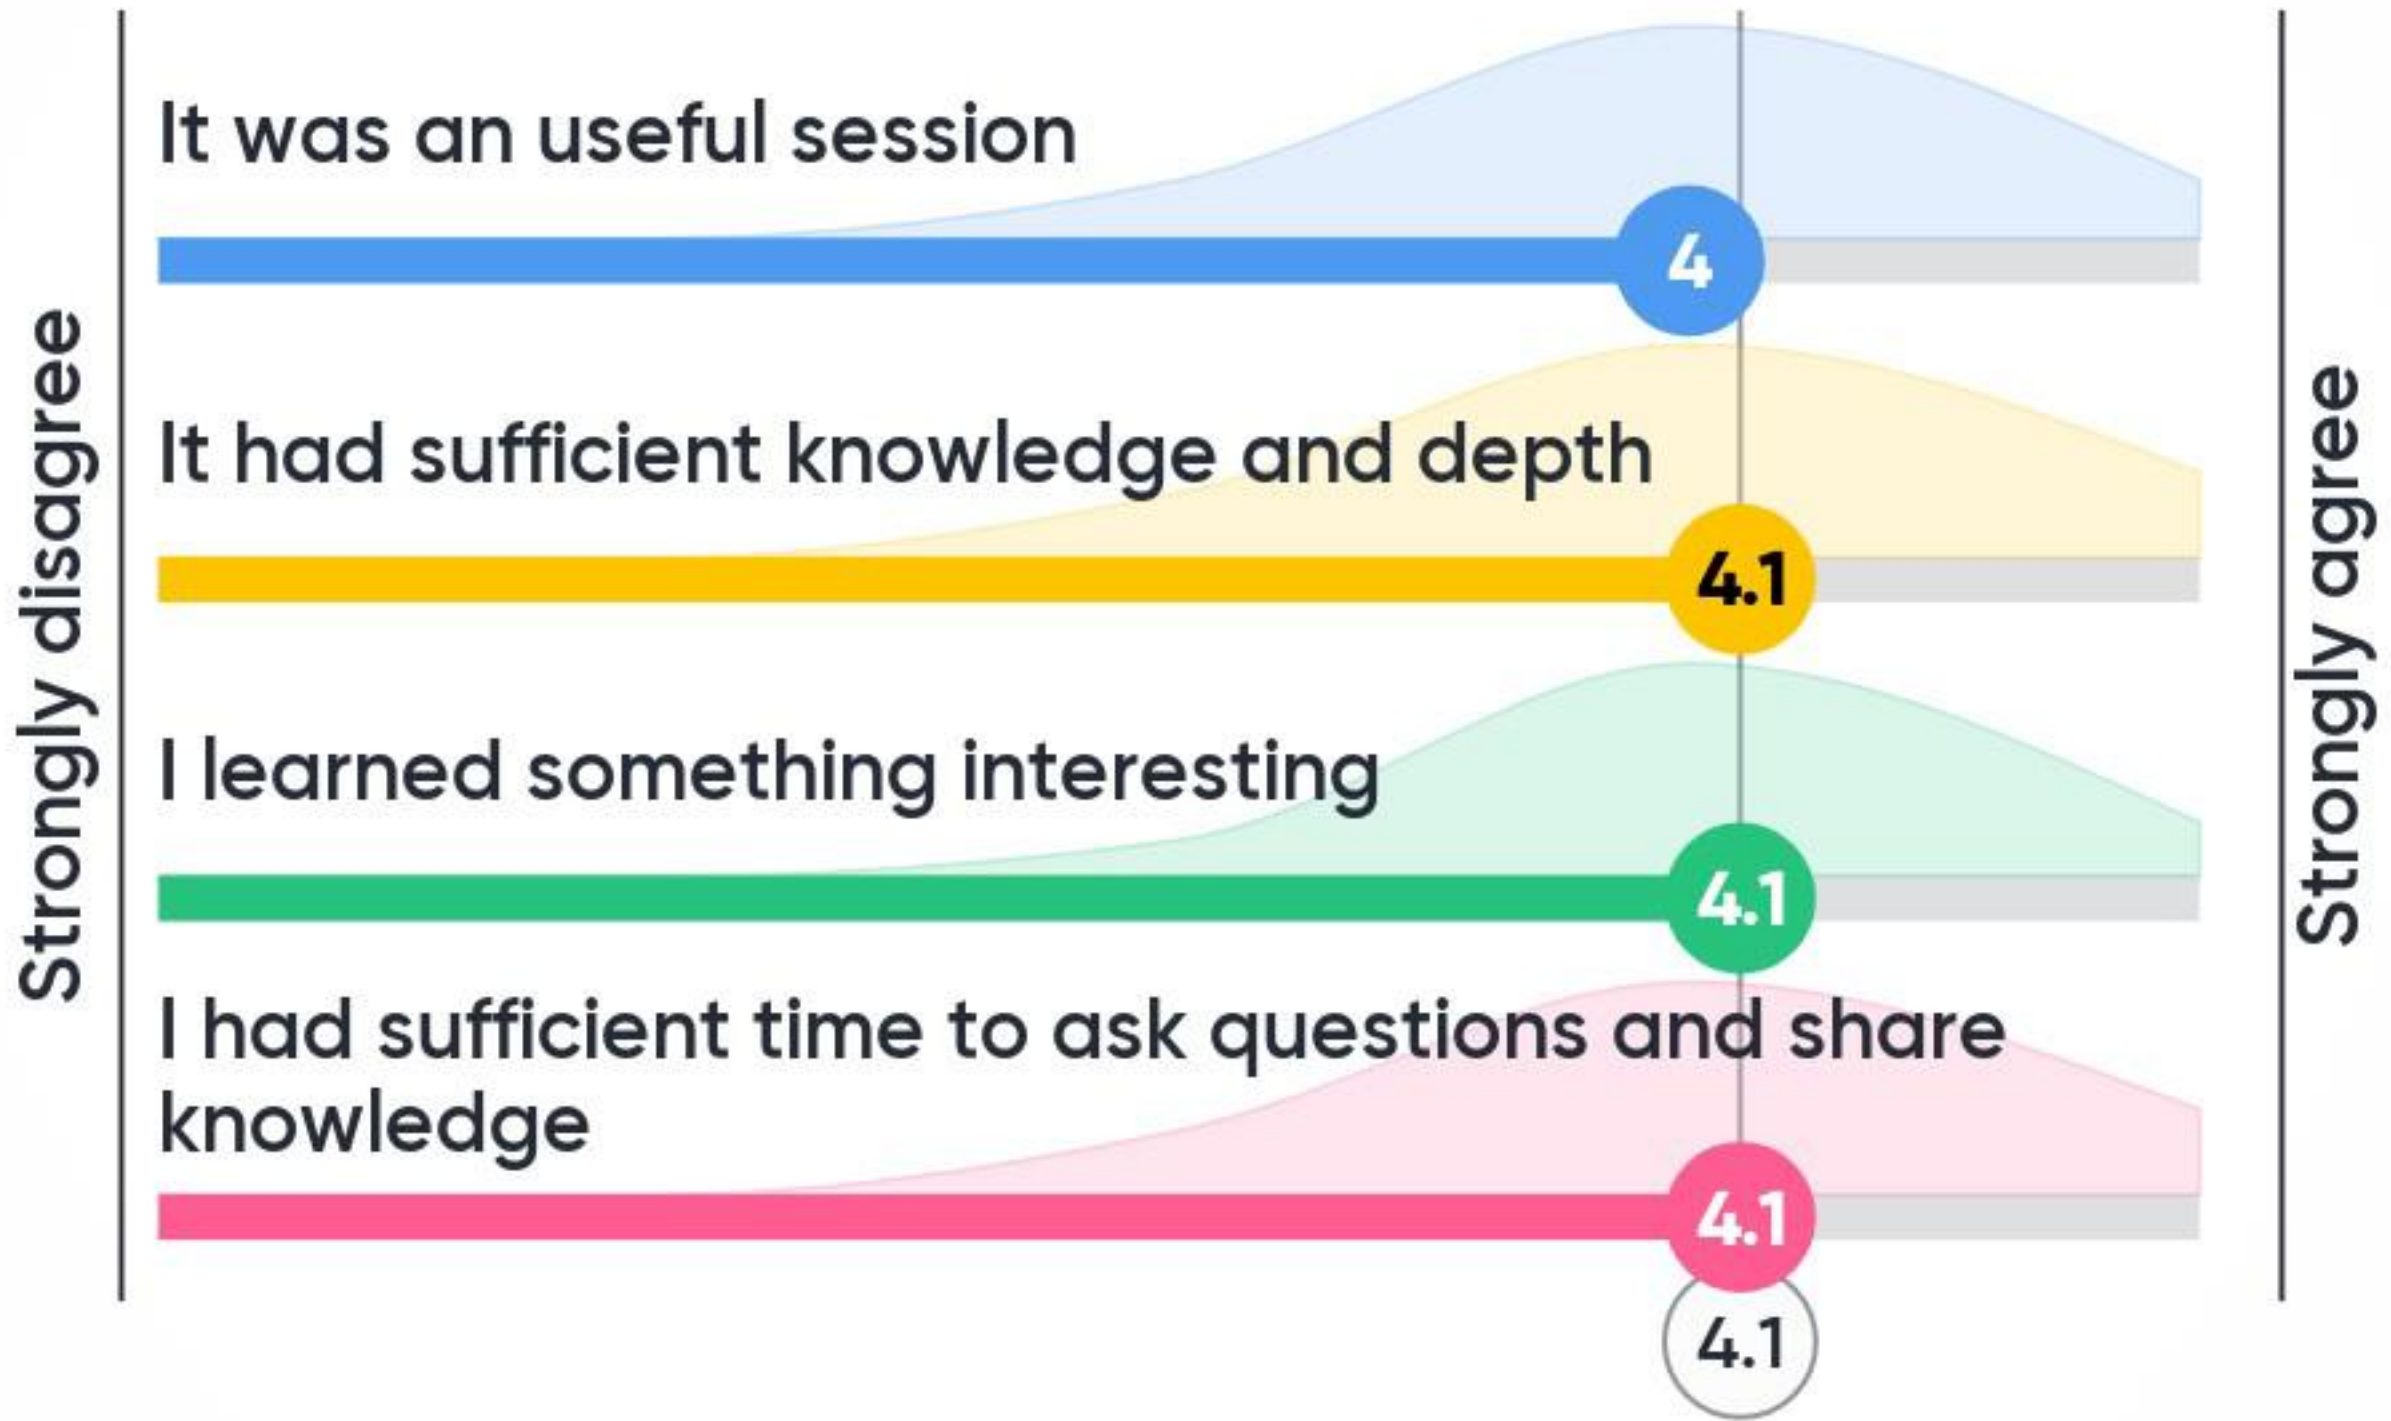 Strongly disagree
It was an useful session
4
It had sufficient knowledge and depth
4.1
I learned something interesting
4.1
I had sufficient time to ask questions and share
knowledge
4.1
4.1
Strongly agree